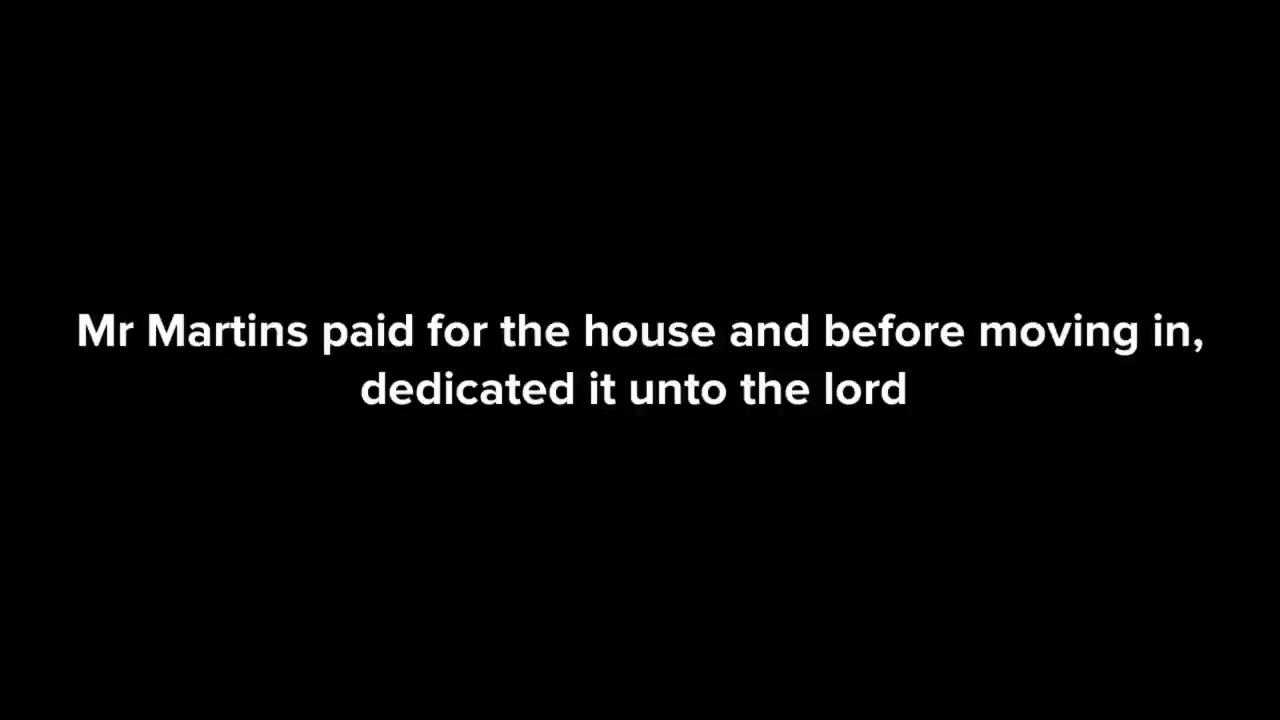 Mr Martins paid for the house and before moving in,
dedicated it unto the lord